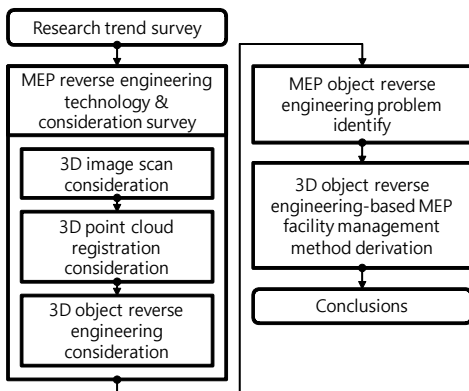 Research trend survey
MEP reverse engineering
technology &
consideration survey
3D image scan
consideration
3D point cloud
registration
consideration
3D object reverse
engineering
consideration
MEP object reverse
engineering problem
identify
3D object reverse
engineering-based MEP
facility management
method derivation
Conclusions